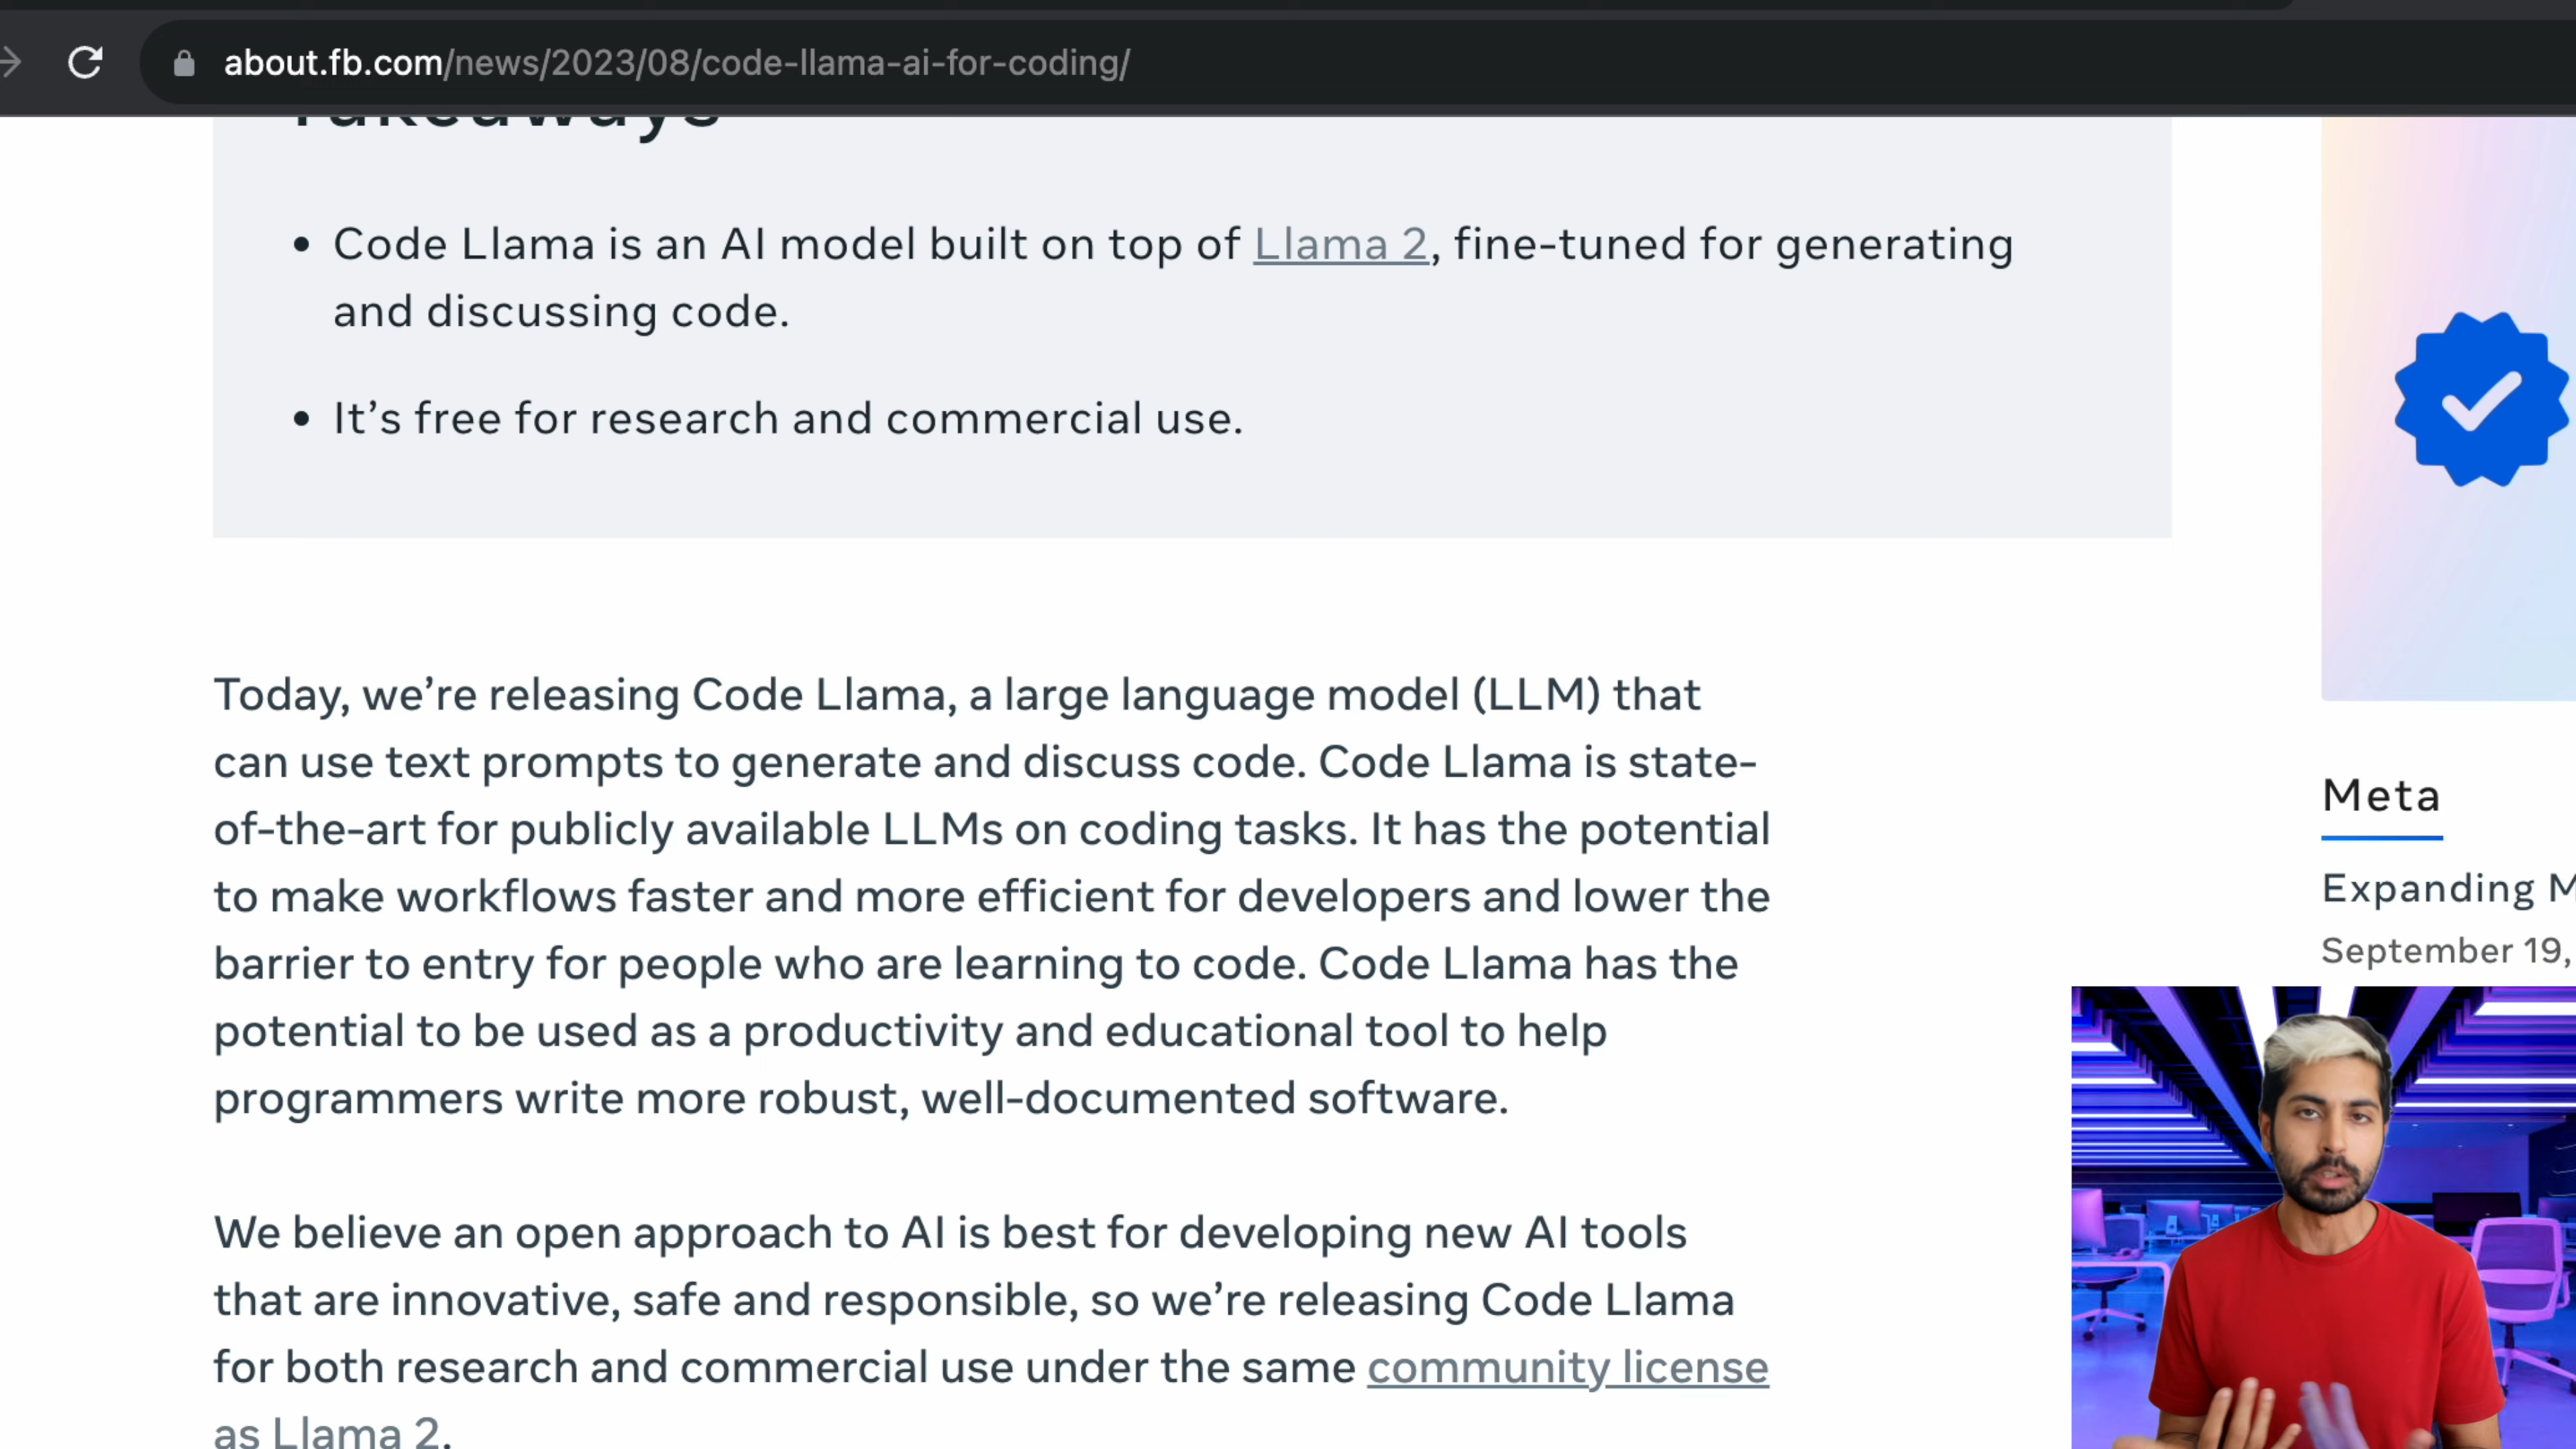 about.fb.com/news/2023/08/code-llama-ai-for-coding/
Takeaways
• Code Llama is an AI model built on top of Llama 2, fine-tuned for generating
and discussing code.
• It’s free for research and commercial use.
Today, we’re releasing Code Llama, a large language model (LLM) that
can use text prompts to generate and discuss code. Code Llama is state-
of-the-art for publicly available LLMs on coding tasks. It has the potential
to make workflows faster and more efficient for developers and lower the
barrier to entry for people who are learning to code. Code Llama has the
potential to be used as a productivity and educational tool to help
programmers write more robust, well-documented software.
We believe an open approach to AI is best for developing new AI tools
that are innovative, safe and responsible, so we’re releasing Code Llama
for both research and commercial use under the same community license
as Llama 2.
Meta
Expanding M
September 19,